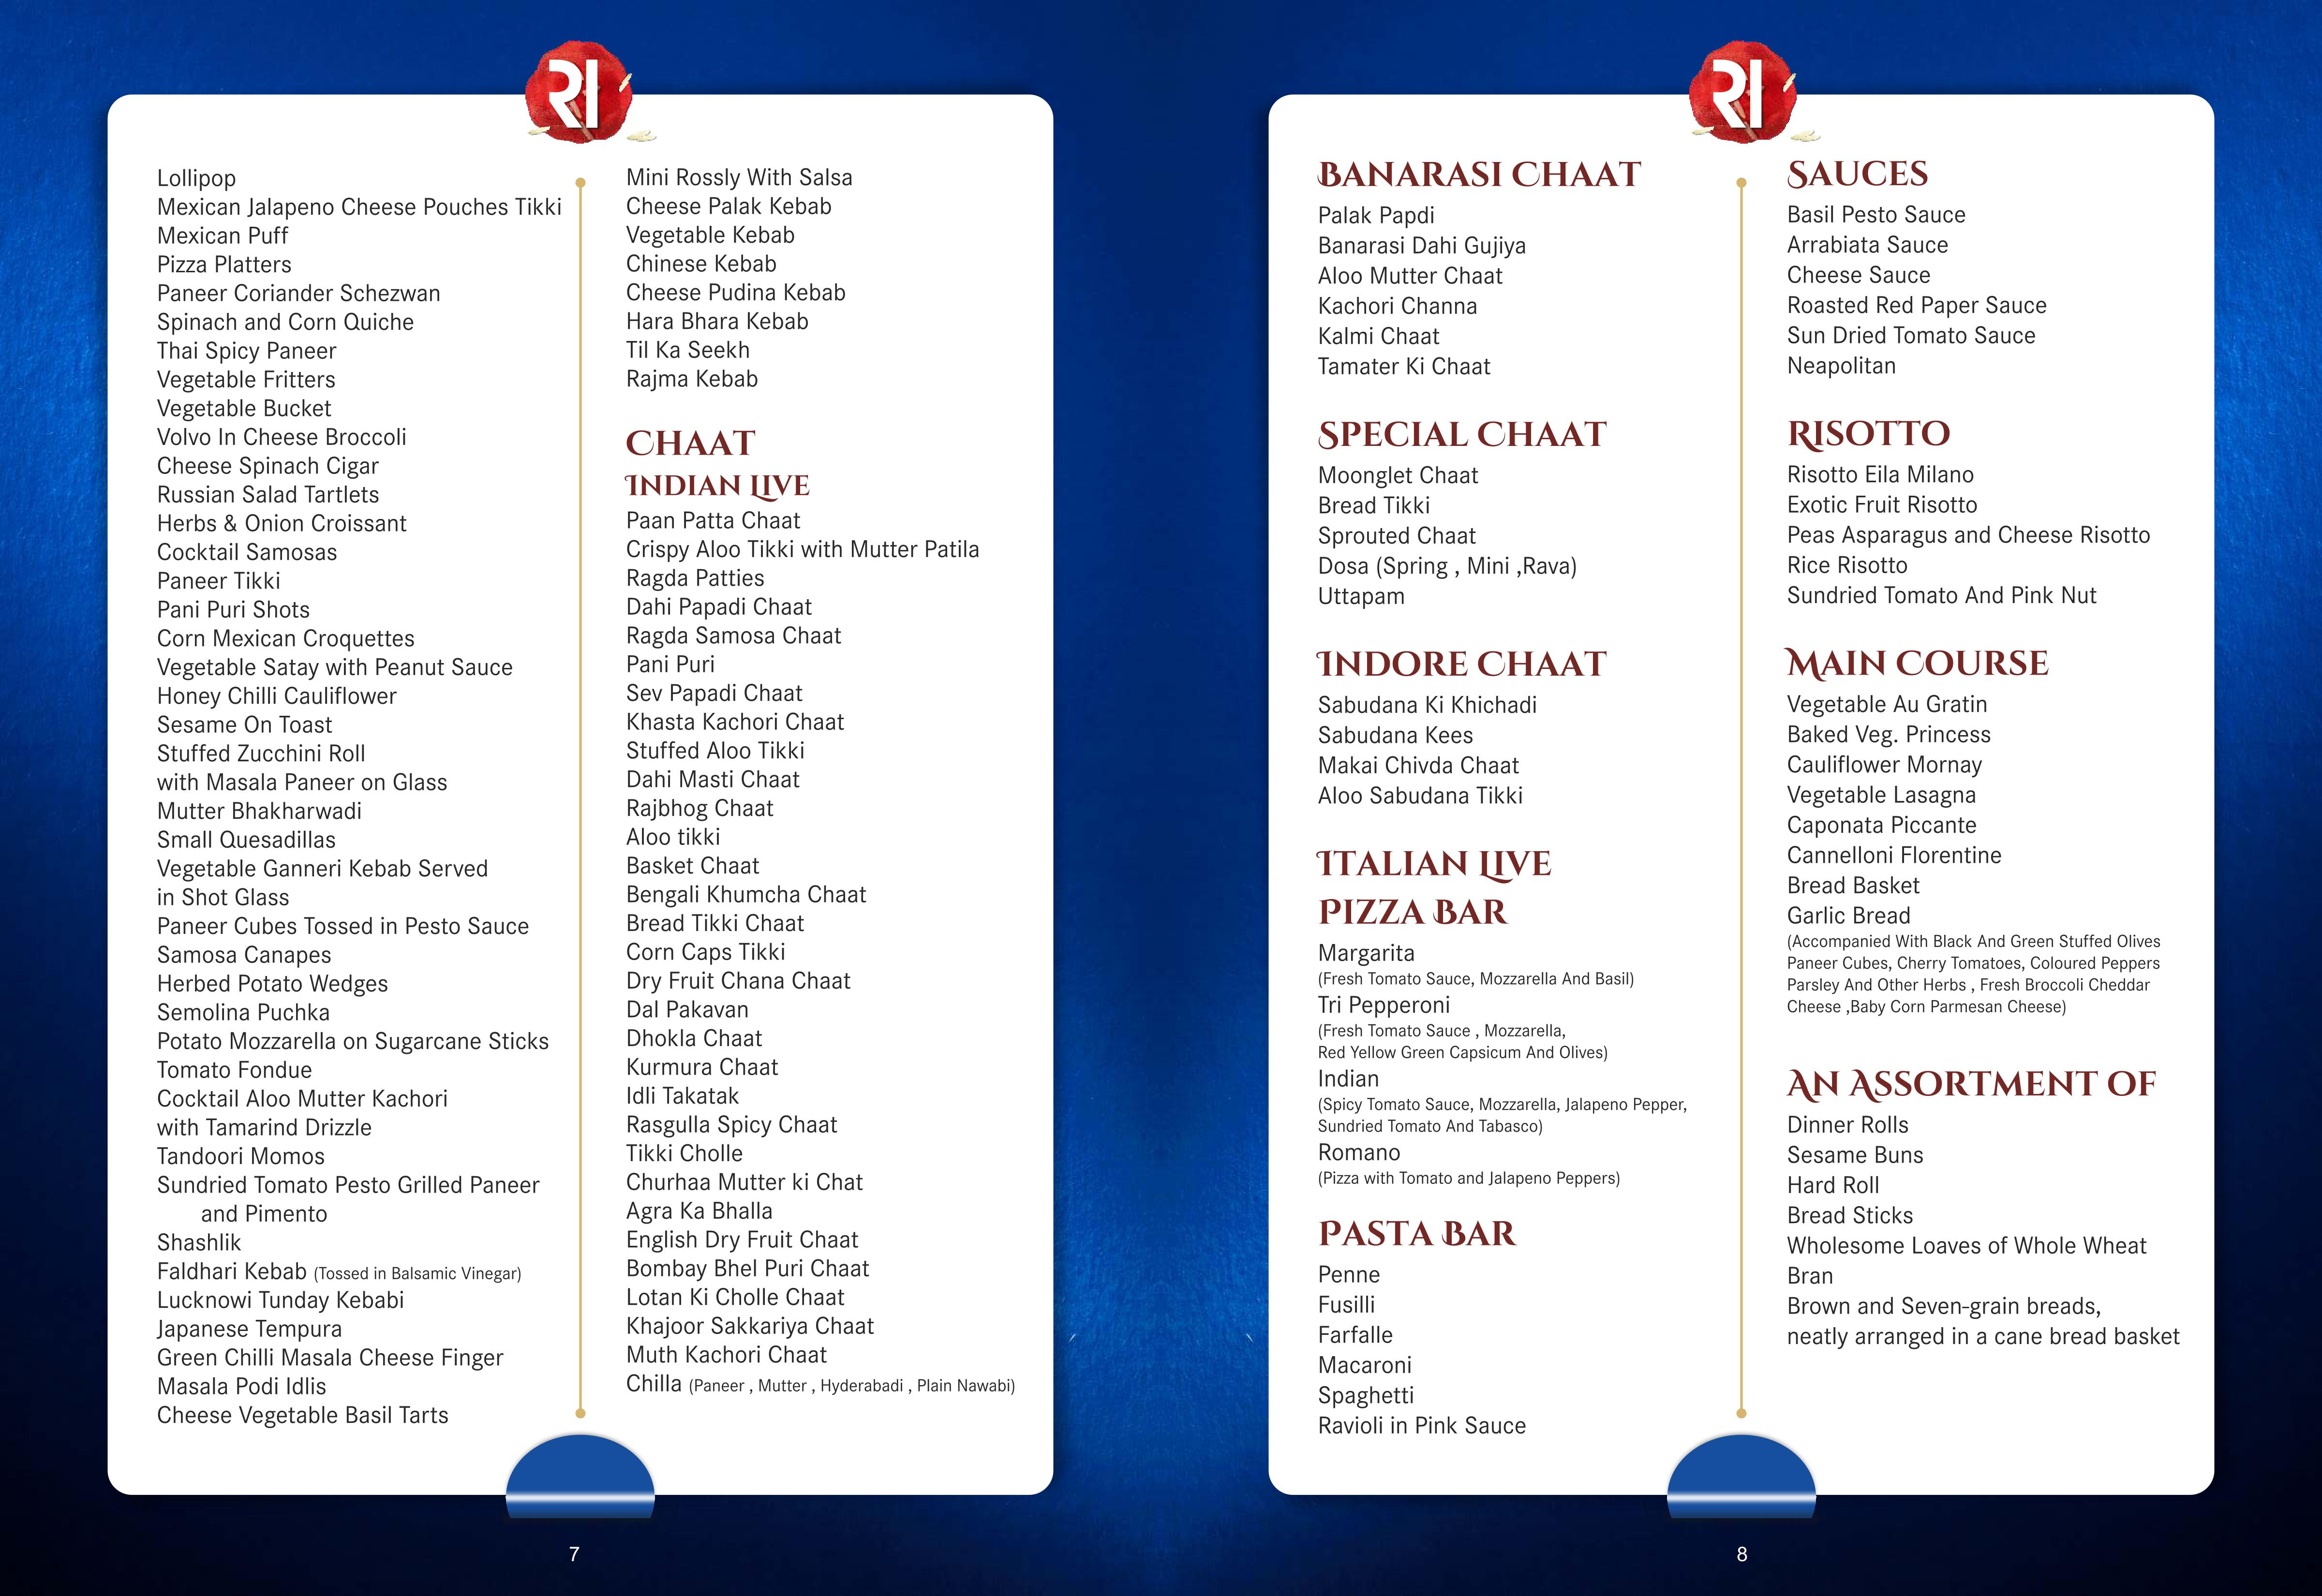 RI
Lollipop
Mexican Jalapeno Cheese Pouches Tikki
Mexican Puff
Pizza Platters
Paneer Coriander Schezwan
Spinach and Corn Quiche
Thai Spicy Paneer
Vegetable Fritters
Vegetable Bucket
Volvo In Cheese Broccoli
Cheese Spinach Cigar
Russian Salad Tartlets
Herbs & Onion Croissant
Cocktail Samosas
Paneer Tikki
Pani Puri Shots
Corn Mexican Croquettes
Vegetable Satay with Peanut Sauce
Honey Chilli Cauliflower
Sesame On Toast
Stuffed Zucchini Roll
with Masala Paneer on Glass
Mutter Bhakharwadi
Small Quesadillas
Vegetable Ganneri Kebab Served
in Shot Glass
Paneer Cubes Tossed in Pesto Sauce
Samosa Canapes
Herbed Potato Wedges
Semolina Puchka
Potato Mozzarella on Sugarcane Sticks
Tomato Fondue
Cocktail Aloo Mutter Kachori
with Tamarind Drizzle
Tandoori Momos
Sundried Tomato Pesto Grilled Paneer
and Pimento
Shashlik
Faldhari Kebab (Tossed in Balsamic Vinegar)
Lucknowi Tunday Kebabi
Japanese Tempura
Green Chilli Masala Cheese Finger
Masala Podi Idlis
Cheese Vegetable Basil Tarts
Mini Rossly With Salsa
Cheese Palak Kebab
Vegetable Kebab
Chinese Kebab
Cheese Pudina Kebab
Hara Bhara Kebab
Til Ka Seekh
Rajma Kebab
CHAAT
INDIAN LIVE
Paan Patta Chaat
Crispy Aloo Tikki with Mutter Patila
Ragda Patties
Dahi Papadi Chaat
Ragda Samosa Chaat
Pani Puri
Sev Papadi Chaat
Khasta Kachori Chaat
Stuffed Aloo Tikki
Dahi Masti Chaat
Rajbhog Chaat
Aloo tikki
Basket Chaat
Bengali Khumcha Chaat
Bread Tikki Chaat
Corn Caps Tikki
Dry Fruit Chana Chaat
Dal Pakavan
Dhokla Chaat
Kurmura Chaat
Idli Takatak
Rasgulla Spicy Chaat
Tikki Cholle
Churhaa Mutter ki Chat
Agra Ka Bhalla
English Dry Fruit Chaat
Bombay Bhel Puri Chaat
Lotan Ki Cholle Chaat
Khajoor Sakkariya Chaat
Muth Kachori Chaat
Chilla (Paneer , Mutter , Hyderabadi , Plain Nawabi)
7
RI
BANARASI CHAAT
Palak Papdi
Banarasi Dahi Gujiya
Aloo Mutter Chaat
Kachori Channa
Kalmi Chaat
Tamater Ki Chaat
SPECIAL CHAAT
Moonglet Chaat
Bread Tikki
Sprouted Chaat
Dosa (Spring , Mini ,Rava)
Uttapam
INDORE CHAAT
Sabudana Ki Khichadi
Sabudana Kees
Makai Chivda Chaat
Aloo Sabudana Tikki
ITALIAN LIVE
PIZZA BAR
Margarita
(Fresh Tomato Sauce, Mozzarella And Basil)
Tri Pepperoni
(Fresh Tomato Sauce , Mozzarella,
Red Yellow Green Capsicum And Olives)
Indian
(Spicy Tomato Sauce, Mozzarella, Jalapeno Pepper,
Sundried Tomato And Tabasco)
Romano
(Pizza with Tomato and Jalapeno Peppers)
PASTA BAR
Penne
Fusilli
Farfalle
Macaroni
Spaghetti
Ravioli in Pink Sauce
SAUCES
Basil Pesto Sauce
Arrabiata Sauce
Cheese Sauce
Roasted Red Paper Sauce
Sun Dried Tomato Sauce
Neapolitan
RISOTTO
Risotto Eila Milano
Exotic Fruit Risotto
Peas Asparagus and Cheese Risotto
Rice Risotto
Sundried Tomato And Pink Nut
MAIN COURSE
Vegetable Au Gratin
Baked Veg. Princess
Cauliflower Mornay
Vegetable Lasagna
Caponata Piccante
Cannelloni Florentine
Bread Basket
Garlic Bread
(Accompanied With Black And Green Stuffed Olives
Paneer Cubes, Cherry Tomatoes, Coloured Peppers
Parsley And Other Herbs , Fresh Broccoli Cheddar
Cheese ,Baby Corn Parmesan Cheese)
AN ASSORTMENT OF
Dinner Rolls
Sesame Buns
Hard Roll
Bread Sticks
Wholesome Loaves of Whole Wheat
Bran
Brown and Seven-grain breads,
neatly arranged in a cane bread basket
8